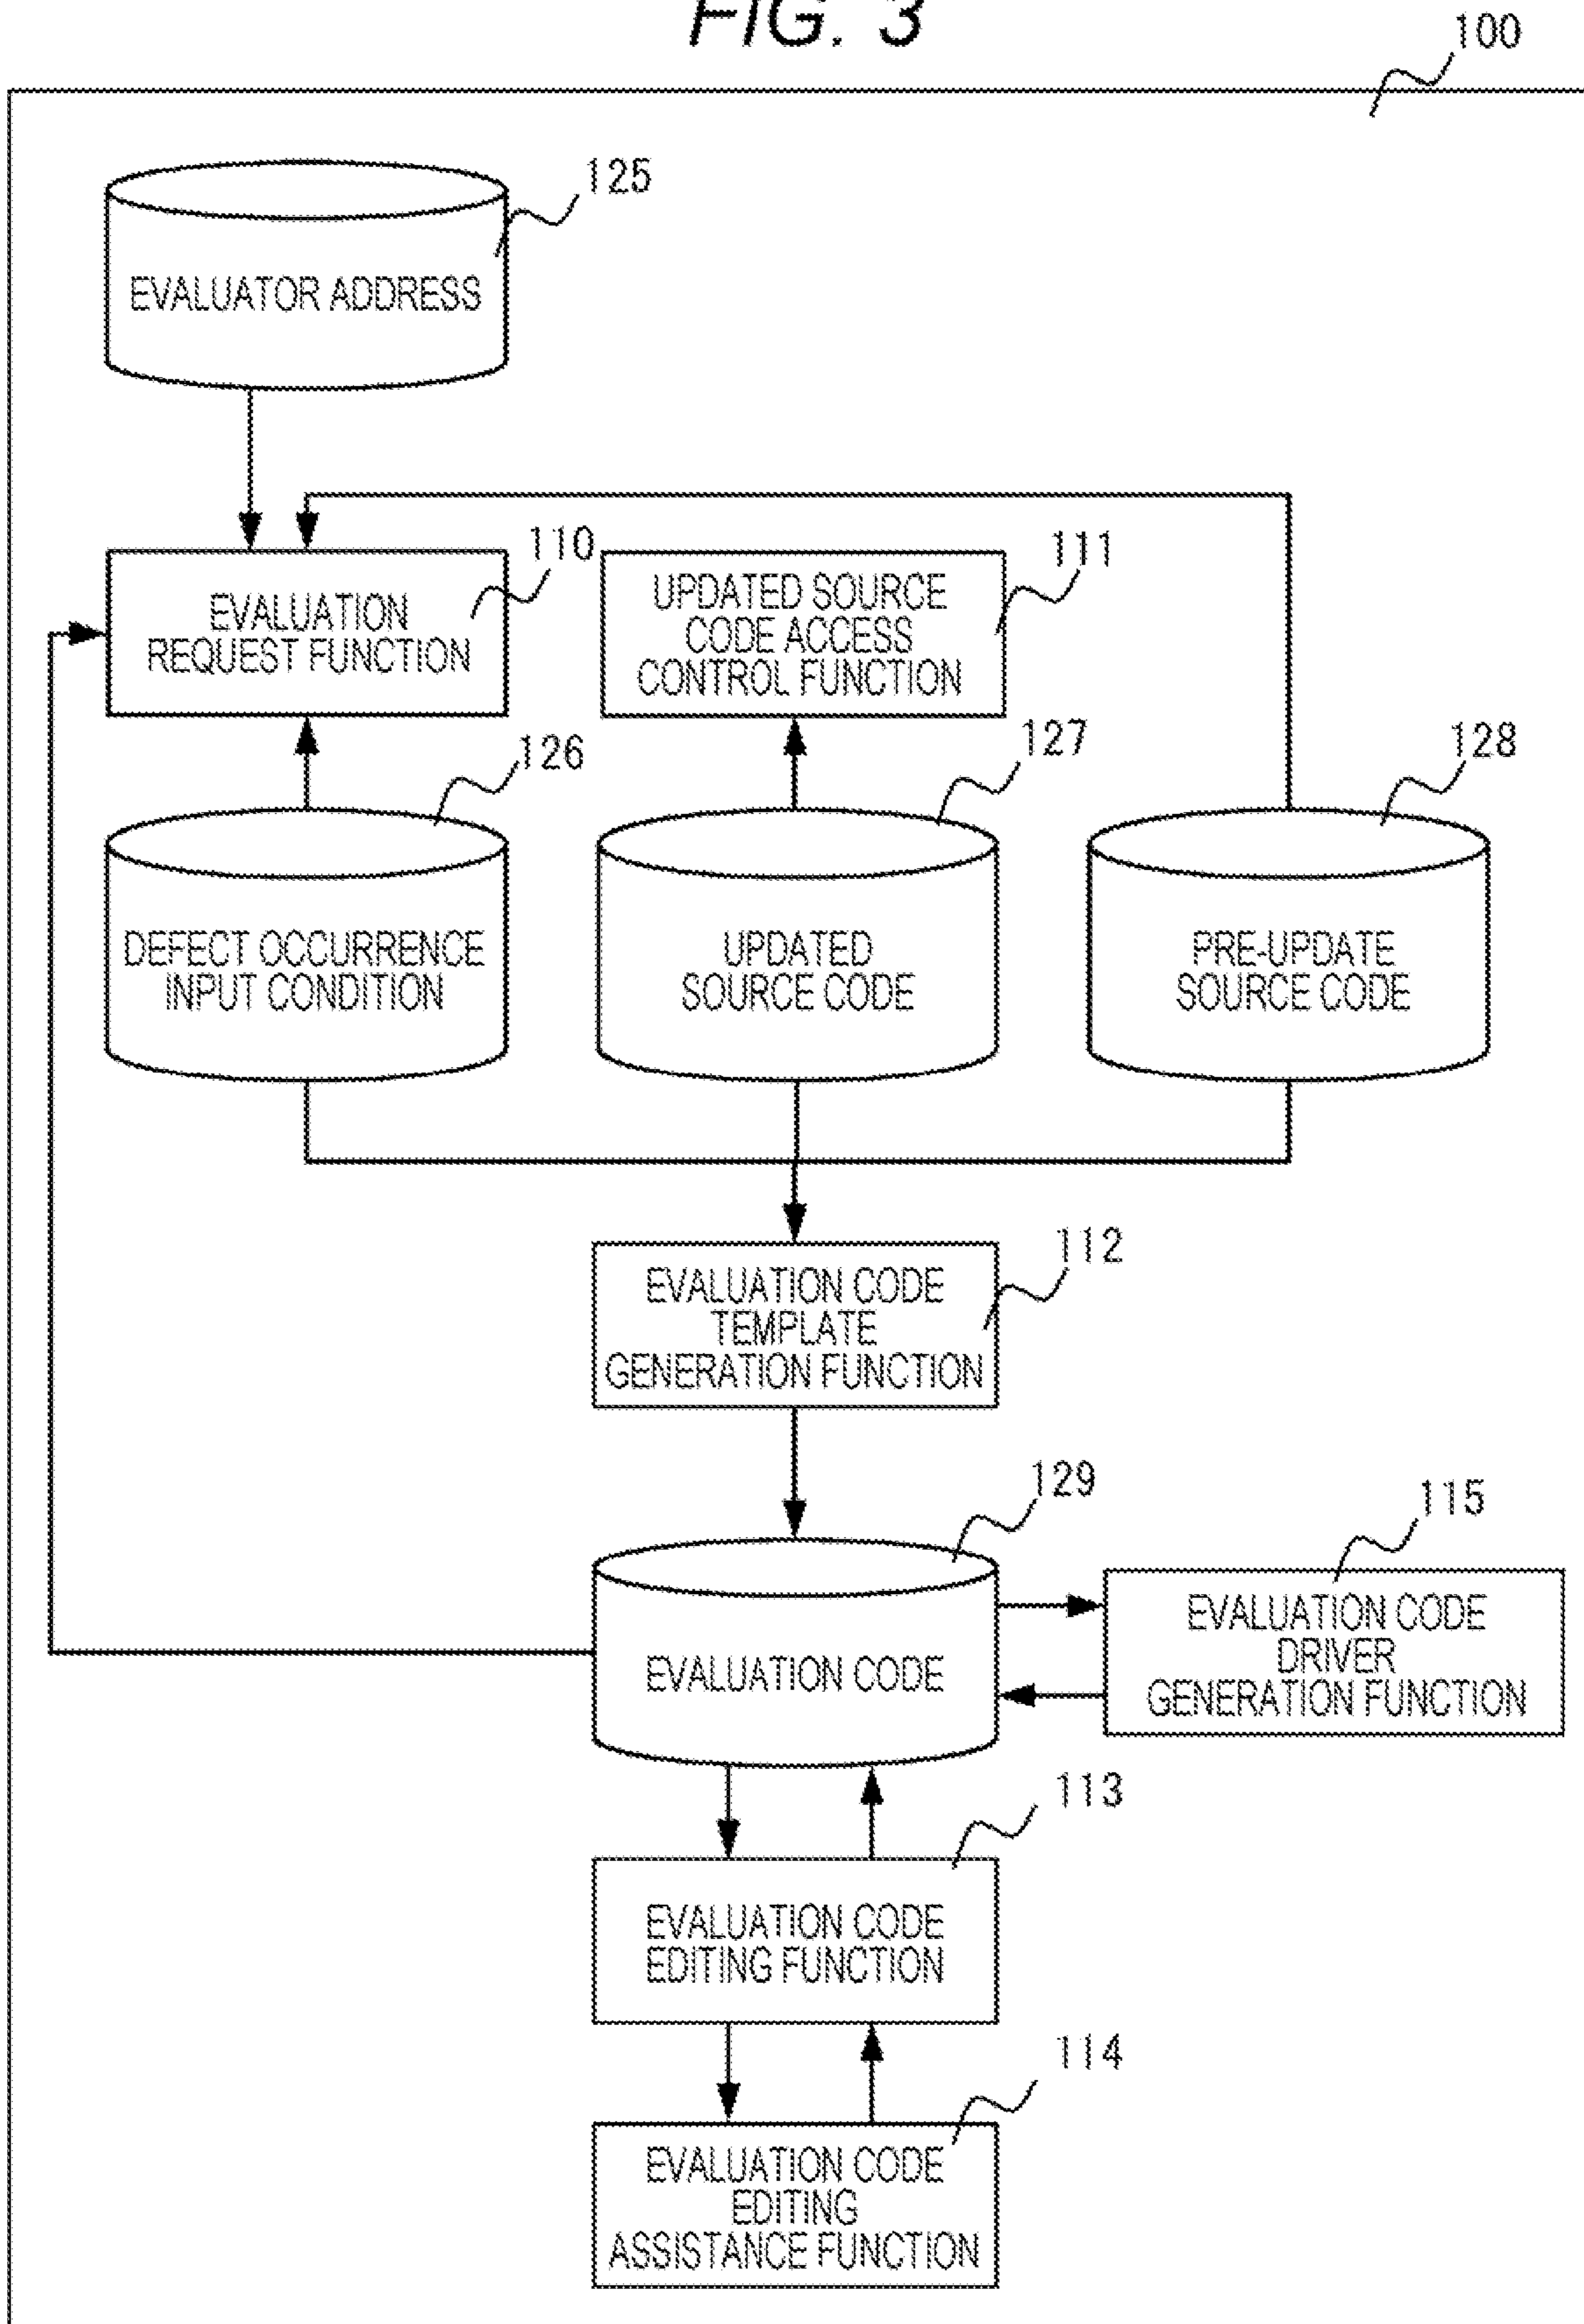 FIG. 3
100
125
EVALUATOR ADDRESS
110
EVALUATION
REQUEST FUNCTION
111
UPDATED SOURCE
CODE ACCESS
CONTROL FUNCTION
126
DEFECT OCCURRENCE
INPUT CONDITION
127
UPDATED
SOURCE CODE
128
PRE-UPDATE
SOURCE CODE
112
EVALUATION CODE
TEMPLATE
GENERATION FUNCTION
129
EVALUATION CODE
115
EVALUATION CODE
DRIVER
GENERATION FUNCTION
113
EVALUATION CODE
EDITING FUNCTION
114
EVALUATION CODE
EDITING
ASSISTANCE FUNCTION